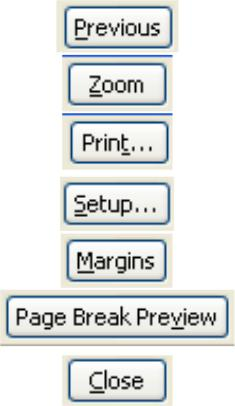 Previous
Zoom
Print...
Setup...
Margins
Page Break Preview
Close